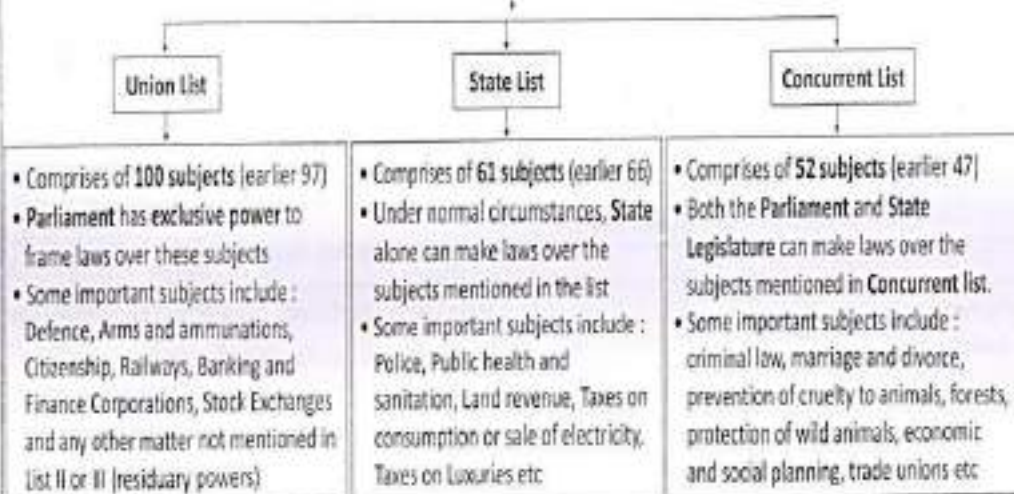 Union List
State List
Concurrent List
• Comprises of 100 subjects (earlier 97)
• Parliament has exclusive power to
frame laws over these subjects
• Some important subjects include :
Defence, Arms and ammunations,
Citizenship, Railways, Banking and
Finance Corporations, Stock Exchanges
and any other matter not mentioned in
List II or III (residuary powers)
• Comprises of 61 subjects (earlier 66)
• Under normal circumstances, State
alone can make laws over the
subjects mentioned in the list
• Some important subjects include :
Police, Public health and
sanitation, Land revenue, Taxes on
consumption or sale of electricity,
Taxes on Luxuries etc
• Comprises of 52 subjects (earlier 47)
• Both the Parliament and State
Legislature can make laws over the
subjects mentioned in Concurrent list.
• Some important subjects include :
criminal law, marriage and divorce,
prevention of cruelty to animals, forests,
protection of wild animals, economic
and social planning, trade unions etc